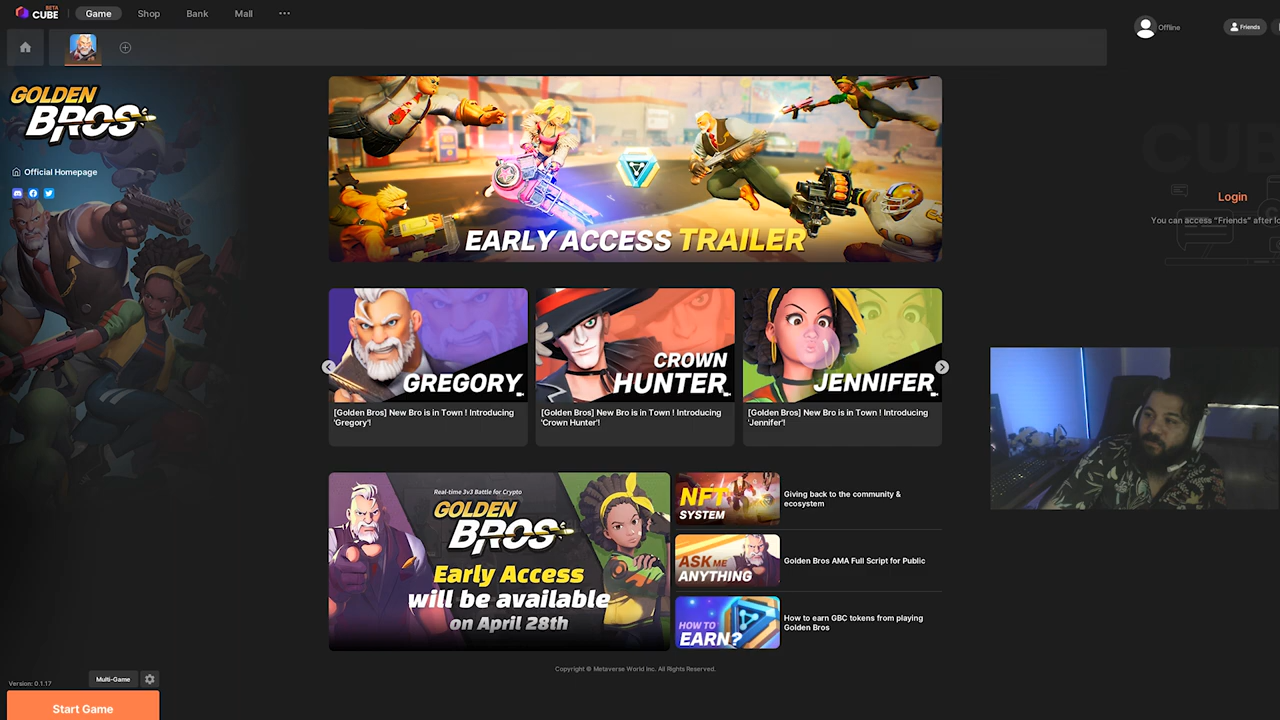 BETA
CUBE
Game
Shop
Bank
Mall
Offline
Friends
GOLDEN
BROS
Official Homepage
EARLY ACCESS TRAILER
CUBE
Login
You can access "Friends" after lo
GREGORY
CROWN
HUNTER
JENNIFER
[Golden Bros] New Bro is in Town ! Introducing
'Gregory'!
[Golden Bros] New Bro is in Town ! Introducing
'Crown Hunter'!
[Golden Bros] New Bro is in Town ! Introducing
'Jennifer'!
Real-time 3v3 Battle for Crypto
GOLDEN
BROS
Early Access
will be available
on April 28th
NFT
SYSTEM
Giving back to the community &
ecosystem
ASK ME
ANYTHING
Golden Bros AMA Full Script for Public
HOW TO
EARN?
How to earn GBC tokens from playing
Golden Bros
Copyright © Metaverse World Inc. All Rights Reserved.
Version: 0.1.17
Multi-Game
Start Game